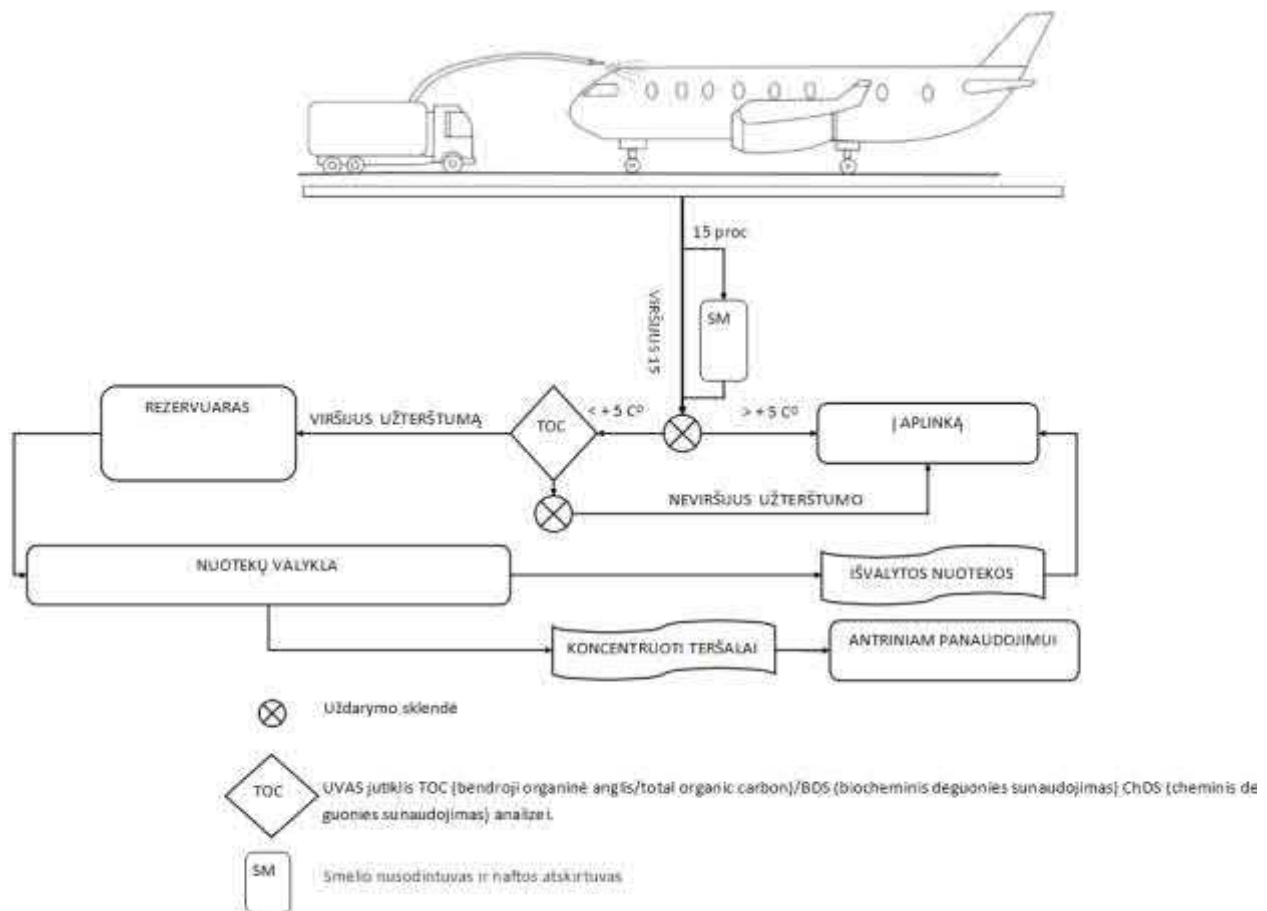 15 proc
VIRŠIJUS 15
SM
REZERVUARAS
VIRŠIJUS UŽTERŠTUMĄ
TOC
< + 5 Cº
> + 5 Cº
Į APLINKĄ
NEVIRŠIJUS UŽTERŠTUMO
NUOTEKŲ VALYKLA
IŠVALYTOS NUOTEKOS
KONCENTRUOTI TERŠALAI
ANTRINIAM PANAUDOJIMUI
Uždarymo sklendė
TOC
UVAS jutiklis TOC (bendroji organinė anglis/total organic carbon)/BDS (biocheminis deguonies sunaudojimas) ChDS (cheminis de
guonies sunaudojimas) analizei.
SM
Smėlio nusodintuvas ir naftos atskirtuvas